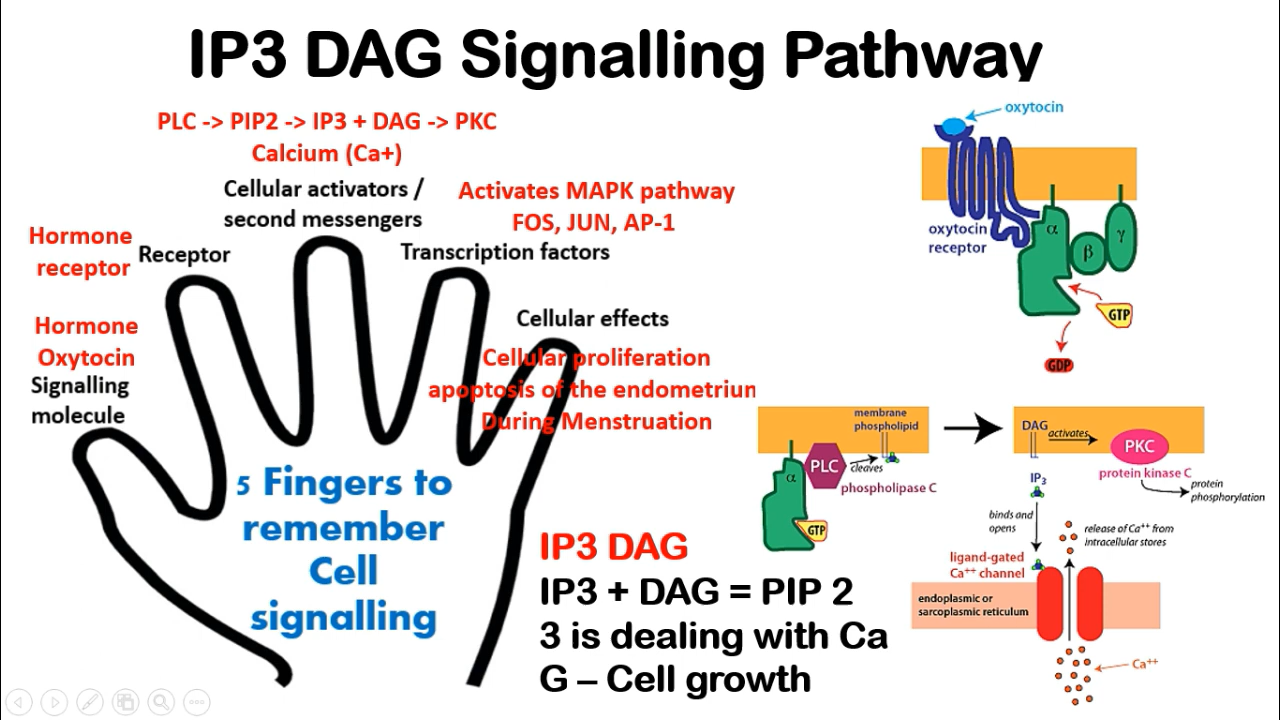 IP3 DAG Signalling Pathway
PLC -> PIP2 -> IP3 + DAG -> PKC
Calcium (Ca+)
Cellular activators /
second messengers
Activates MAPK pathway
FOS, JUN, AP-1
Transcription factors
Hormone
receptor
Receptor
Hormone
Oxytocin
Signalling
molecule
Cellular effects
Cellular proliferation
apoptosis of the endometriun
During Menstruation
5 Fingers to
remember
Cell
signalling
IP3 DAG
IP3 + DAG = PIP 2
3 is dealing with Ca
G – Cell growth
oxytocin
oxytocin
receptor
α
β
γ
GTP
GDP
membrane
phospholipid
PLC
cleaves
α
phospholipase C
GTP
DAG
activates
PKC
protein kinase C
IP3
protein
phosphorylation
binds and
opens
release of Ca++ from
intracellular stores
ligand-gated
Ca++ channel
endoplasmic or
sarcoplasmic reticulum
Ca++